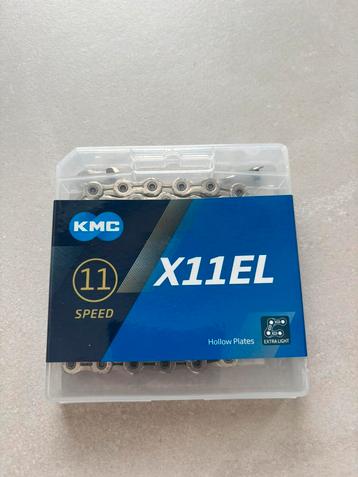 KMC
11
SPEED
X11EL
Hollow Plates
EXTRA LIGHT